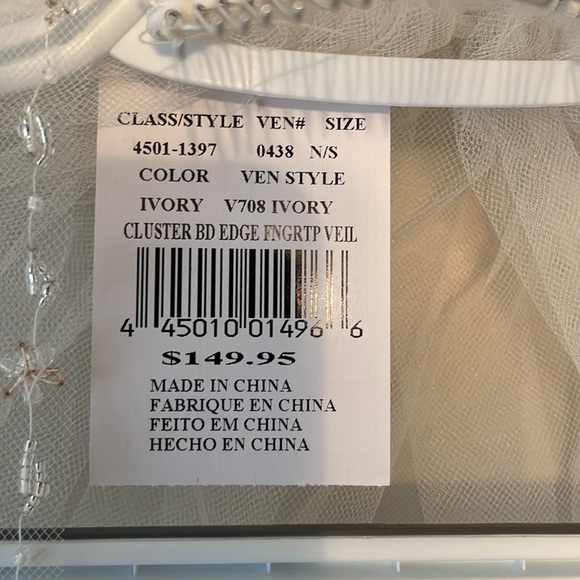 CLASS/STYLE VEN# SIZE
4501-1397 0438 N/S
COLOR VEN STYLE
IVORY V708 IVORY
CLUSTER BD EDGE FNGRTP VEIL
4 45010 01496 6
$149.95
MADE IN CHINA
FABRIQUE EN CHINA
FEITO EM CHINA
HECHO EN CHINA